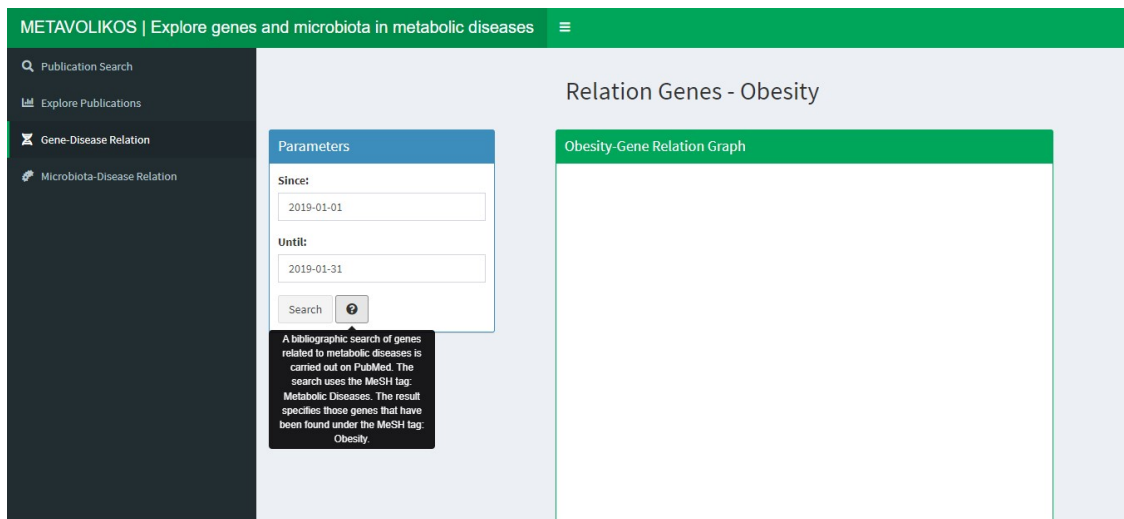 METAVOLIKOS | Explore genes and microbiota in metabolic diseases
Publication Search
Explore Publications
Gene-Disease Relation
Microbiota-Disease Relation
Relation Genes - Obesity
Parameters
Since:
2019-01-01
Until:
2019-01-31
Search
A bibliographic search of genes
related to metabolic diseases is
carried out on PubMed. The
search uses the MeSH tag:
Metabolic Diseases. The result
specifies those genes that have
been found under the MeSH tag:
Obesity.
Obesity-Gene Relation Graph